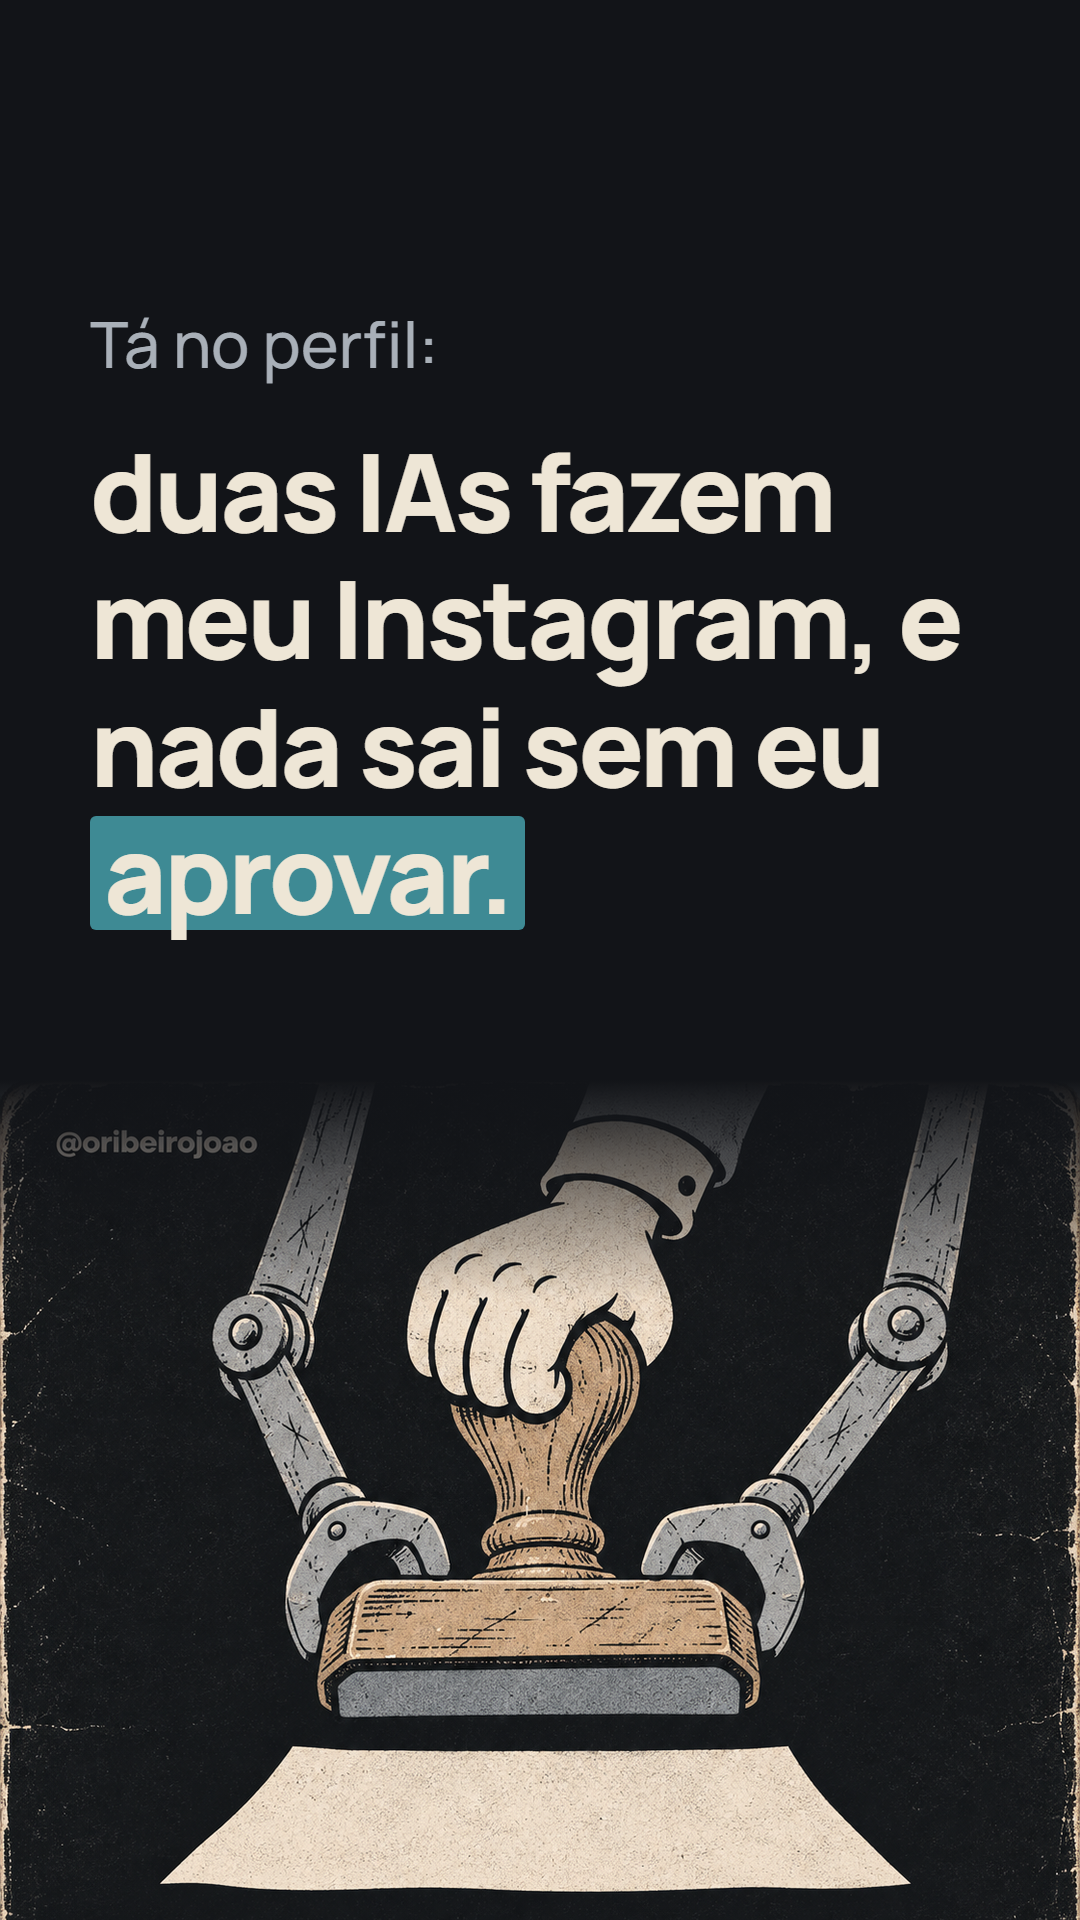 Tá no perfil:
duas IAs fazem
meu Instagram, e
nada sai sem eu
aprovar.
@oribeirojoao